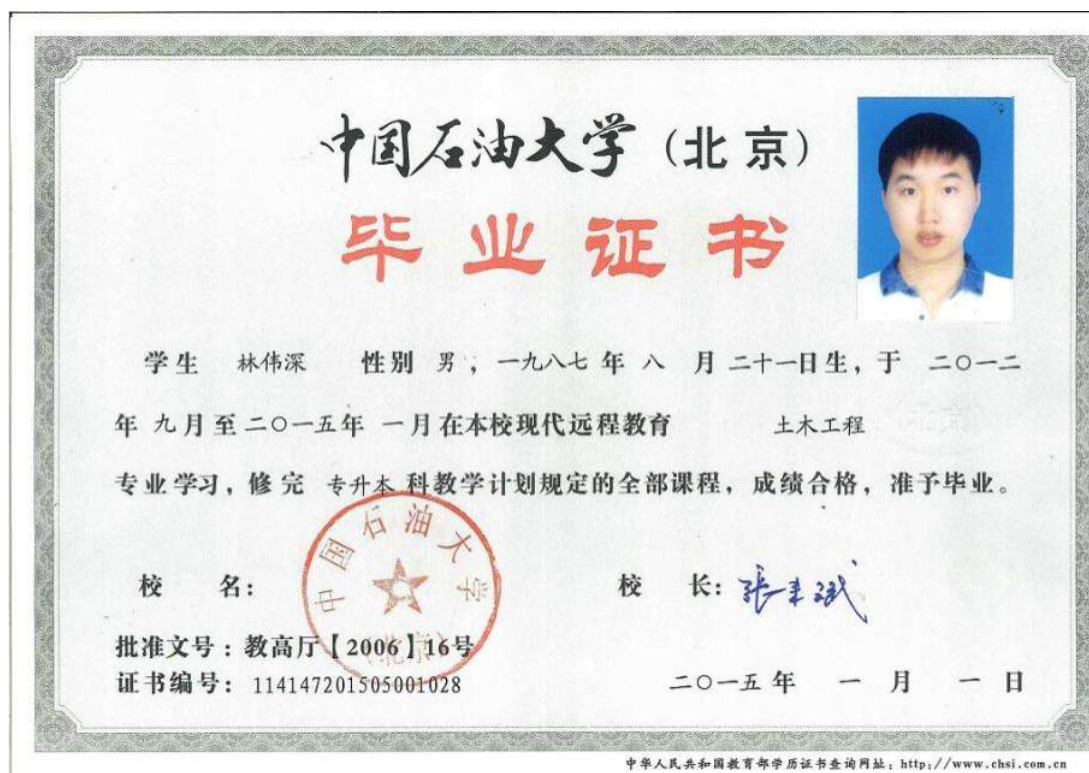 中国石油大学（北京）
毕业证书
学生 林伟深 性别 男，一九八七年 八 月 二十一日生，于 二〇一二
年 九月至二〇一五年 一月在本校现代远程教育 土木工程
专业学习，修完 专升本 科教学计划规定的全部课程，成绩合格，准予毕业。
中国石油大学
（北京）
校 名： 校 长：张来斌
批准文号：教高厅【2006】16号
证书编号：114147201505001028 二〇一五年 一 月 一 日
中华人民共和国教育部学历证书查询网址：http://www.chsi.com.cn